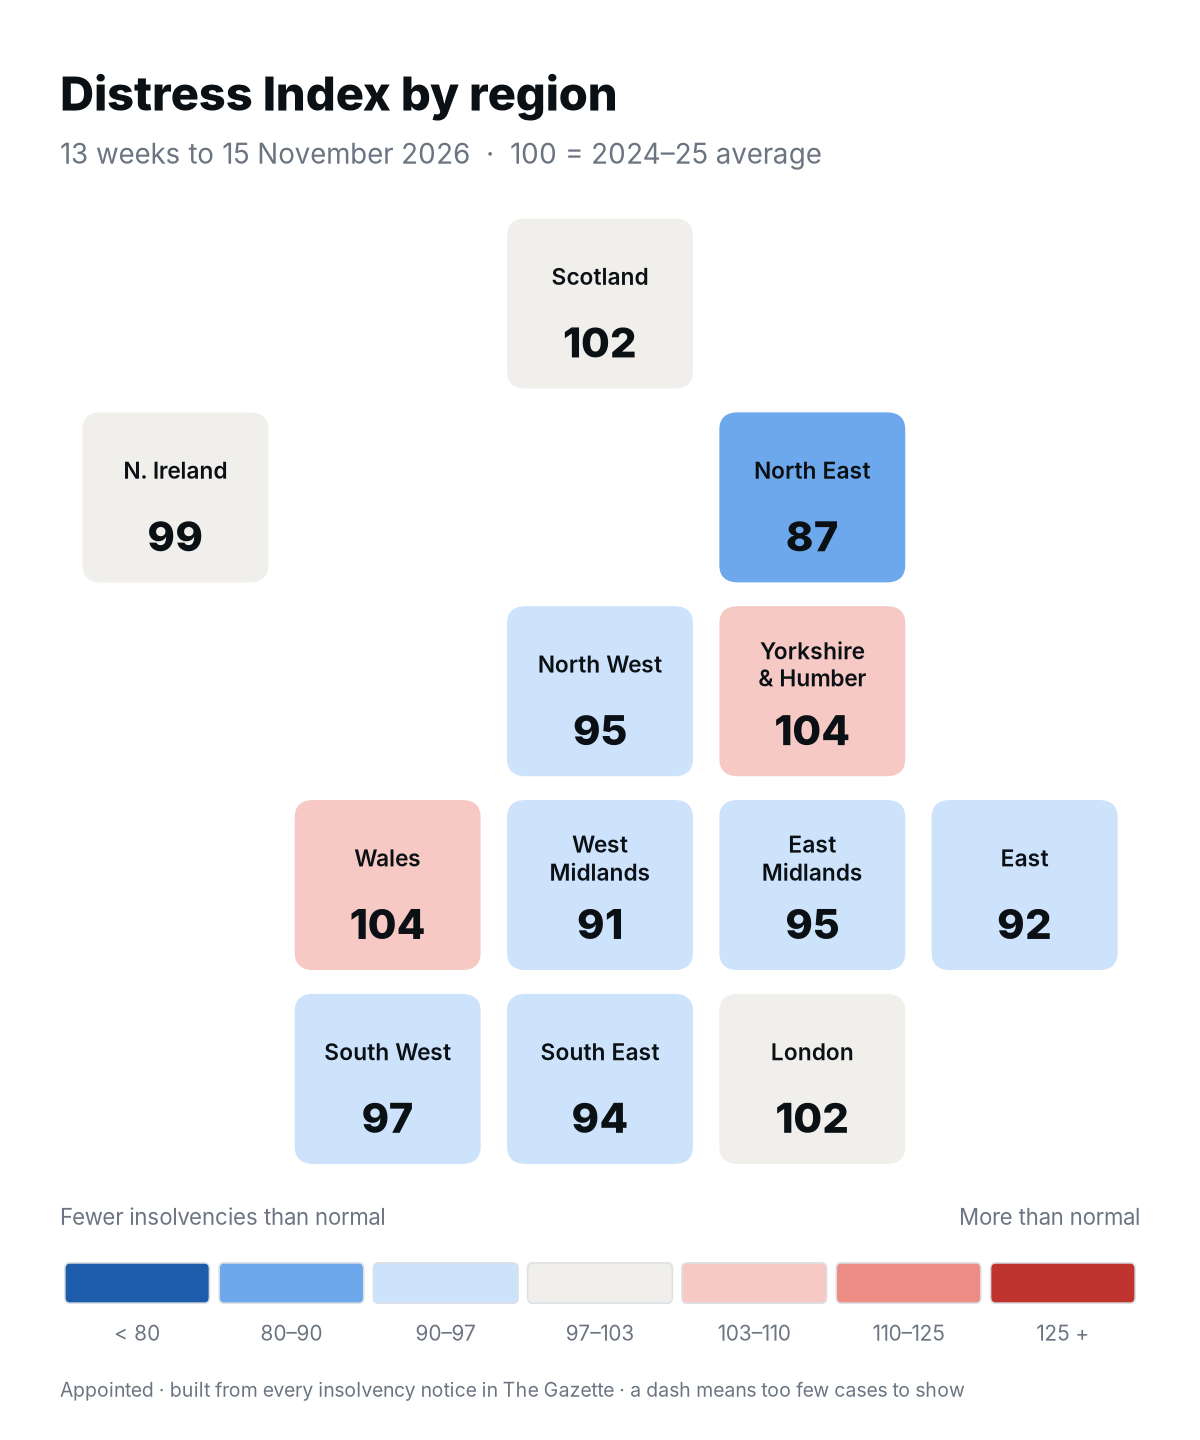 Distress Index by region
13 weeks to 15 November 2026 · 100 = 2024–25 average
Scotland
102
N. Ireland
99
North East
87
North West
95
Yorkshire
& Humber
104
Wales
104
West
Midlands
91
East
Midlands
95
East
92
South West
97
South East
94
London
102
Fewer insolvencies than normal
More than normal
< 80
80–90
90–97
97–103
103–110
110–125
125 +
Appointed · built from every insolvency notice in The Gazette · a dash means too few cases to show